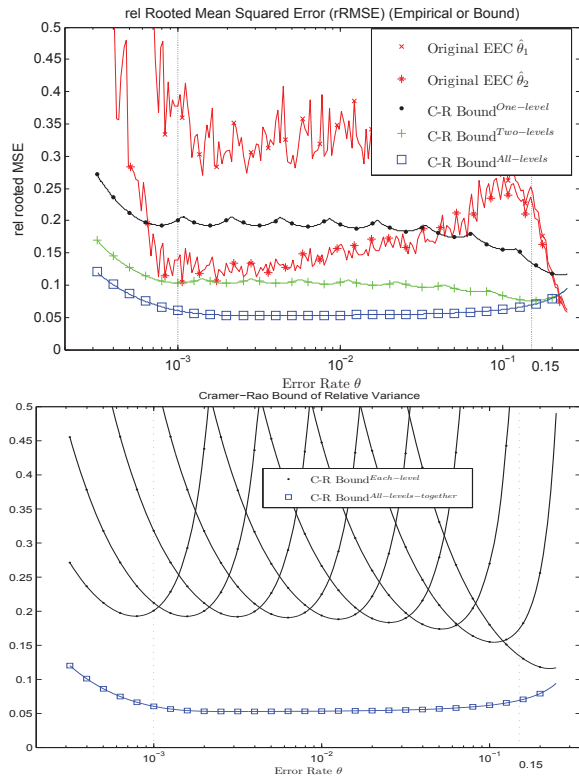 rel Rooted Mean Squared Error (rRMSE) (Empirical or Bound)
0.5
0.45
0.4
0.35
0.3
0.25
0.2
0.15
0.1
0.05
0
rel rooted MSE
Original EEC θ̂₁
Original EEC θ̂₂
C-R Bound^{One-level}
C-R Bound^{Two-levels}
C-R Bound^{All-levels}
10⁻³
10⁻²
10⁻¹
0.15
Error Rate θ
Cramer-Rao Bound of Relative Variance
0.5
0.45
0.4
0.35
0.3
0.25
0.2
0.15
0.1
0.05
0
C-R Bound^{Each-level}
C-R Bound^{All-levels-together}
10⁻³
10⁻²
10⁻¹
0.15
Error Rate θ